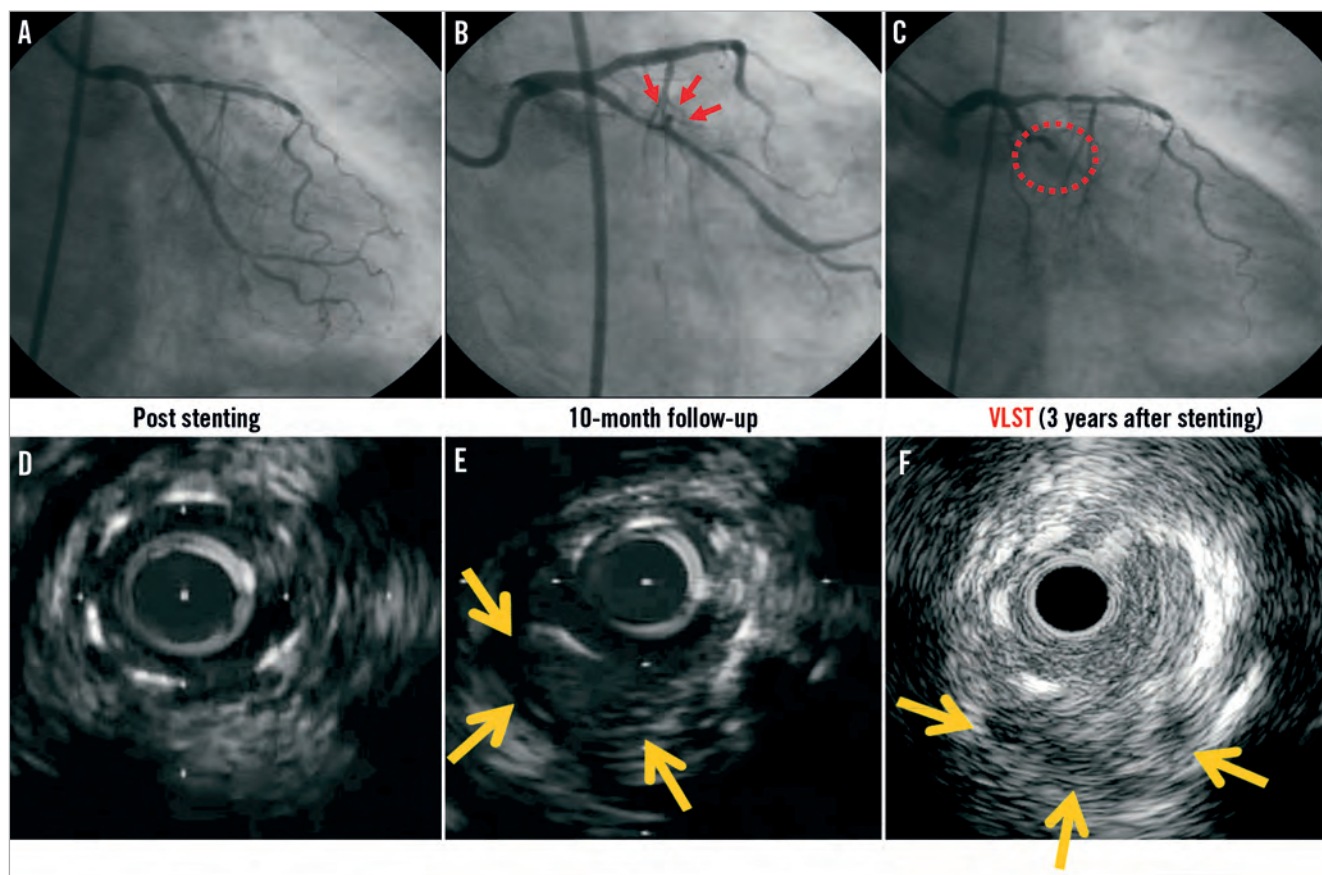 A
B
C
Post stenting
10-month follow-up
VLST (3 years after stenting)
D
E
F